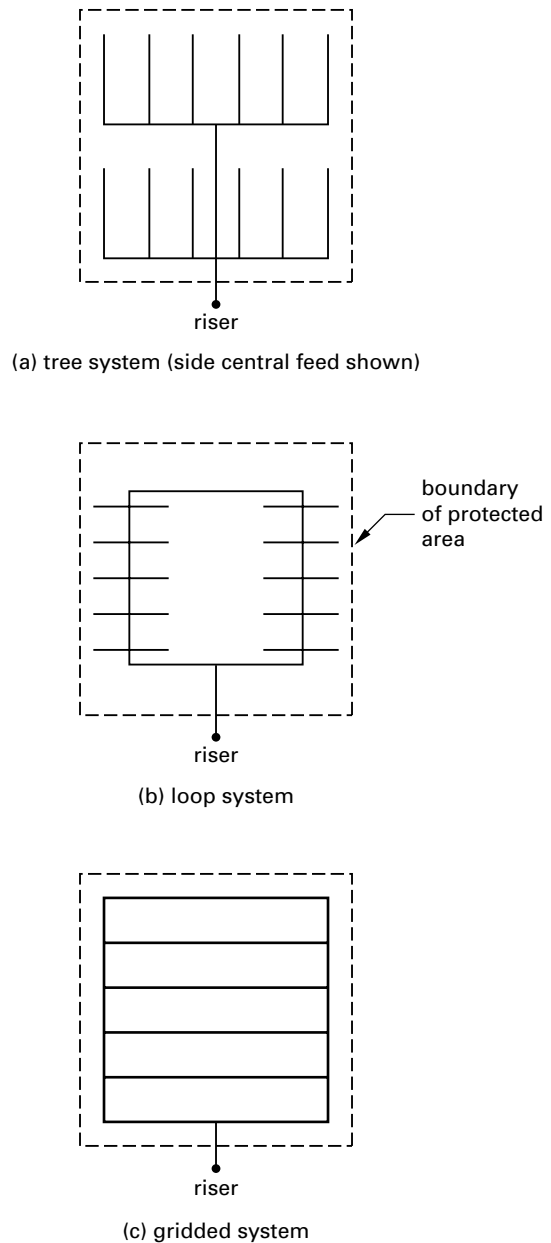 riser
(a) tree system (side central feed shown)
boundary
of protected
area
riser
(b) loop system
riser
(c) gridded system